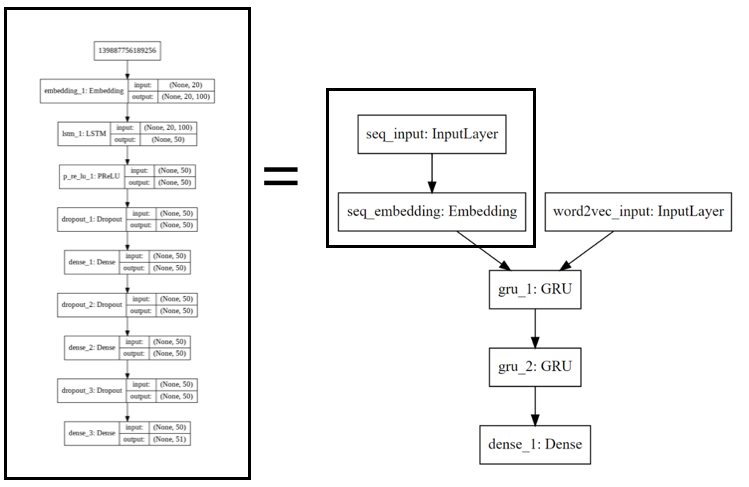 139887756189256
embedding_1: Embedding
input: (None, 20)
output: (None, 20, 100)
lstm_1: LSTM
input: (None, 20, 100)
output: (None, 50)
p_re_lu_1: PReLU
input: (None, 50)
output: (None, 50)
dropout_1: Dropout
input: (None, 50)
output: (None, 50)
dense_1: Dense
input: (None, 50)
output: (None, 50)
dropout_2: Dropout
input: (None, 50)
output: (None, 50)
dense_2: Dense
input: (None, 50)
output: (None, 50)
dropout_3: Dropout
input: (None, 50)
output: (None, 50)
dense_3: Dense
input: (None, 50)
output: (None, 51)
=
seq_input: InputLayer
seq_embedding: Embedding
word2vec_input: InputLayer
gru_1: GRU
gru_2: GRU
dense_1: Dense